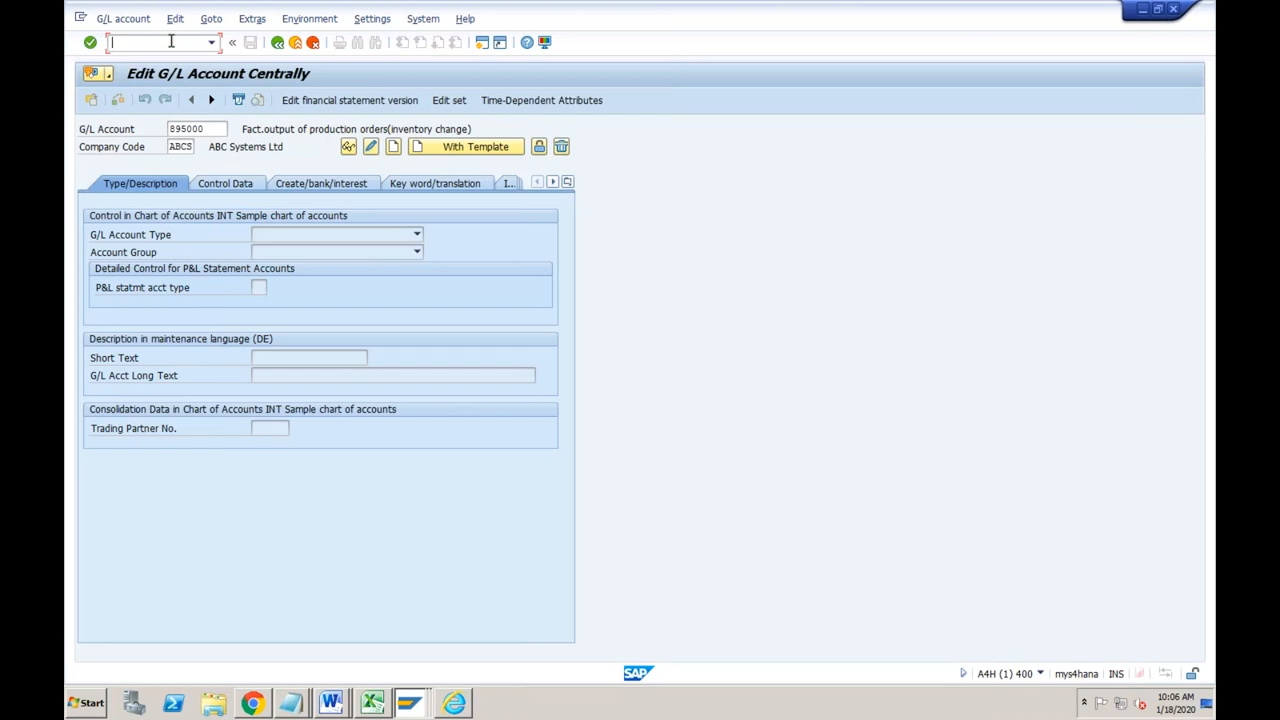 G/L account Edit Goto Extras Environment Settings System Help
Edit G/L Account Centrally
Edit financial statement version Edit set Time-Dependent Attributes
G/L Account 895000 Fact.output of production orders(inventory change)
Company Code ABCS ABC Systems Ltd With Template
Type/Description Control Data Create/bank/interest Key word/translation I...
Control in Chart of Accounts INT Sample chart of accounts
G/L Account Type
Account Group
Detailed Control for P&L Statement Accounts
P&L statmt acct type
Description in maintenance language (DE)
Short Text
G/L Acct Long Text
Consolidation Data in Chart of Accounts INT Sample chart of accounts
Trading Partner No.
SAP A4H (1) 400 mys4hana INS
Start 10:06 AM
1/18/2020